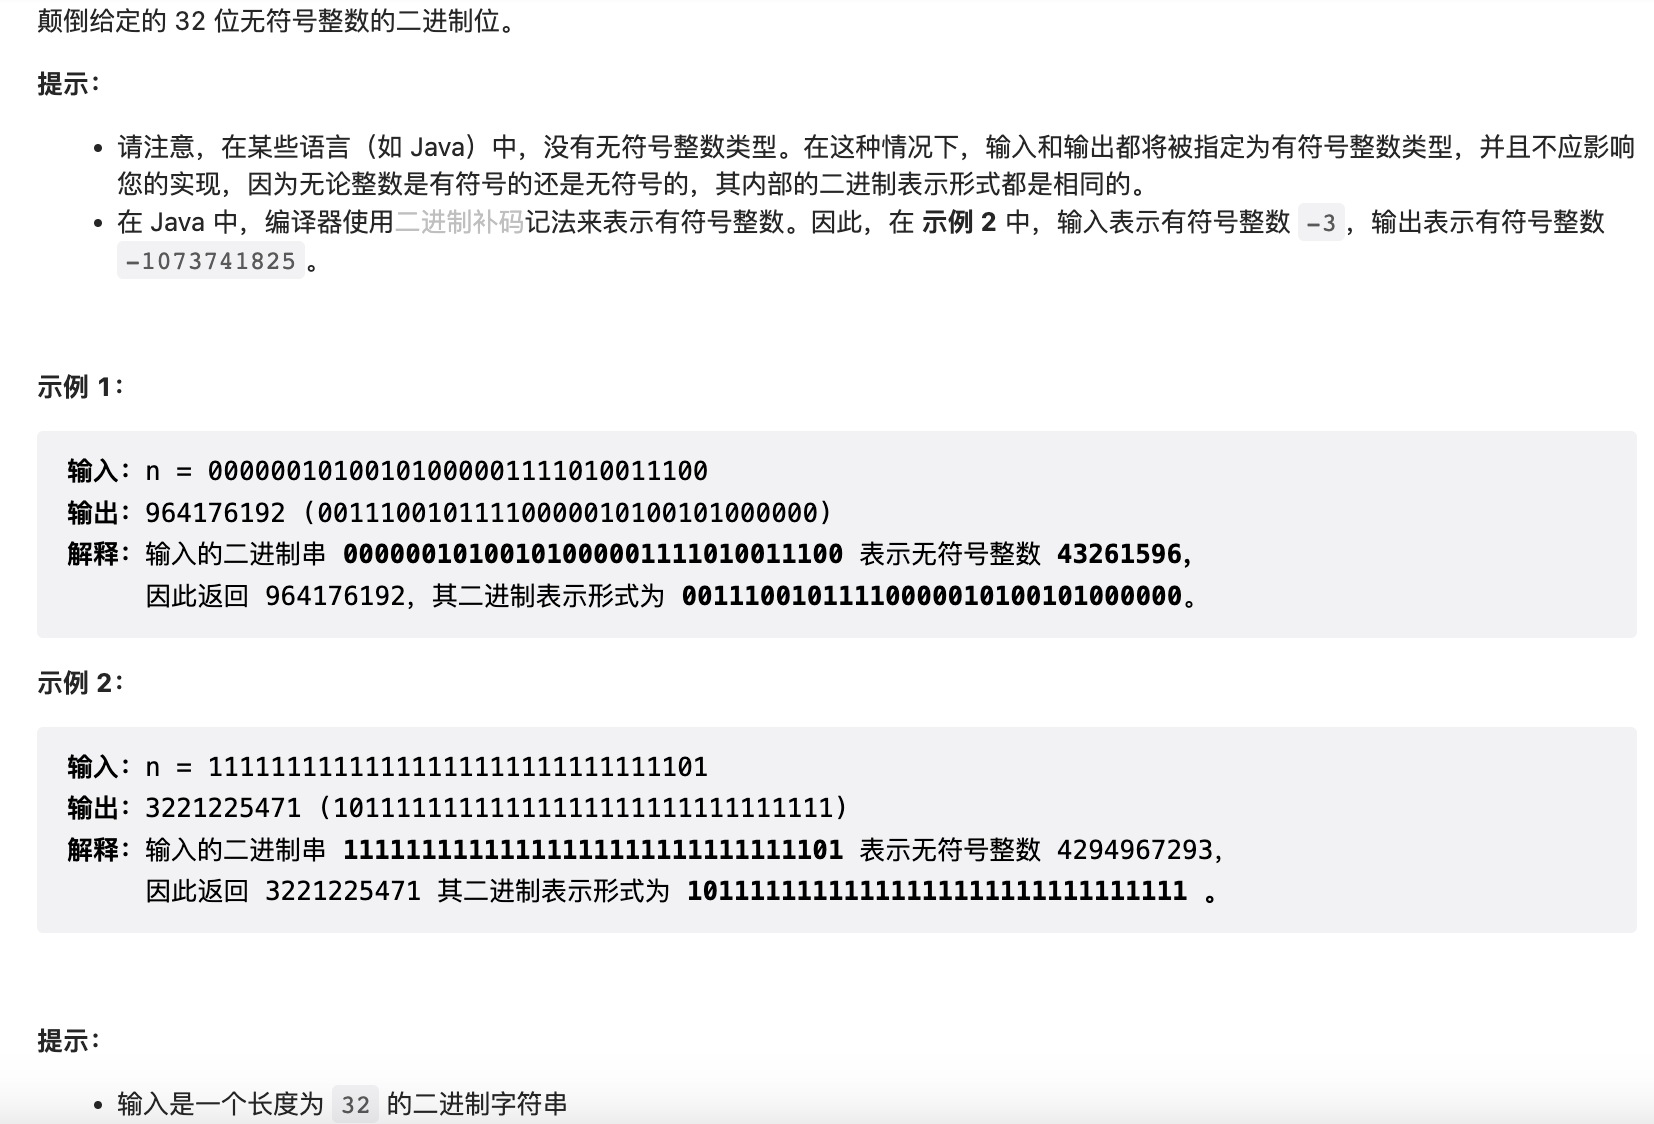 颠倒给定的 32 位无符号整数的二进制位。
提示：
• 请注意，在某些语言（如 Java）中，没有无符号整数类型。在这种情况下，输入和输出都将被指定为有符号整数类型，并且不应影响
您的实现，因为无论整数是有符号的还是无符号的，其内部的二进制表示形式都是相同的。
• 在 Java 中，编译器使用二进制补码记法来表示有符号整数。因此，在 示例 2 中，输入表示有符号整数 -3，输出表示有符号整数
-1073741825。
示例 1：
输入：n = 00000010100101000001111010011100
输出：964176192 (00111001011110000010100101000000)
解释：输入的二进制串 00000010100101000001111010011100 表示无符号整数 43261596，
因此返回 964176192，其二进制表示形式为 00111001011110000010100101000000。
示例 2：
输入：n = 11111111111111111111111111111101
输出：3221225471 (10111111111111111111111111111111)
解释：输入的二进制串 11111111111111111111111111111101 表示无符号整数 4294967293，
因此返回 3221225471 其二进制表示形式为 10111111111111111111111111111111 。
提示：
• 输入是一个长度为 32 的二进制字符串